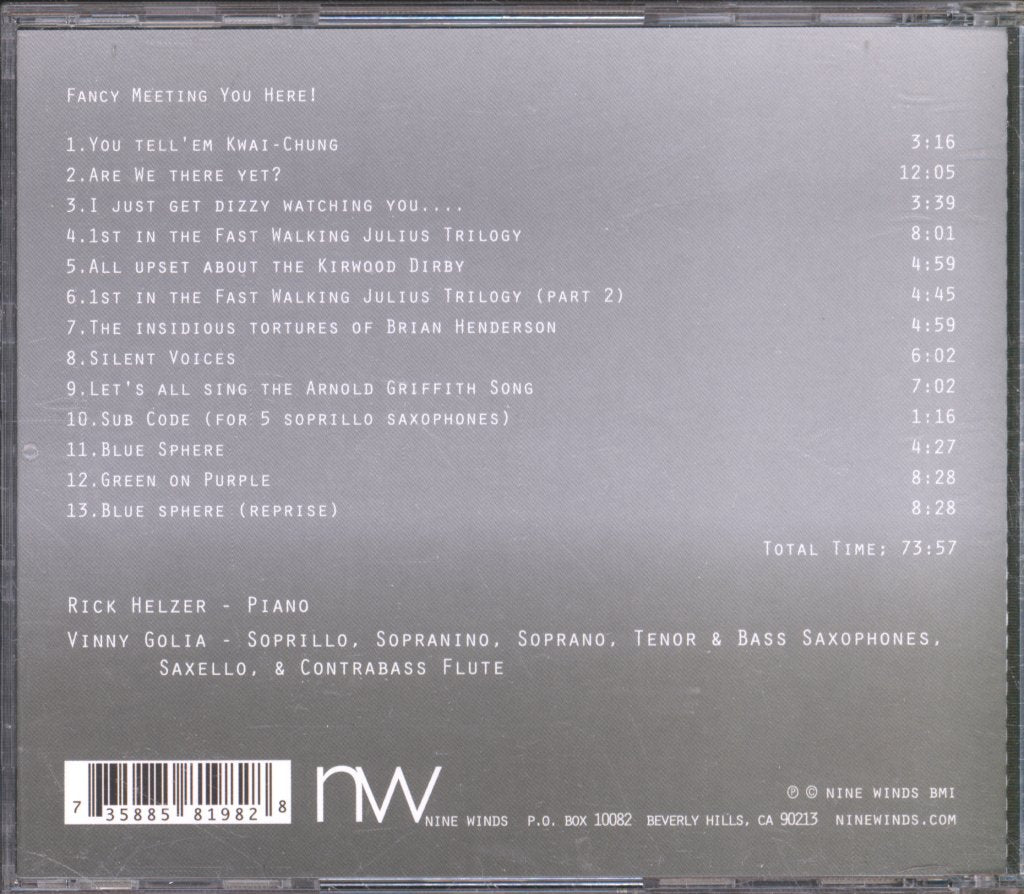 Fancy Meeting You Here!
1.You tell'em Kwai-Chung 3:16
2.Are We there yet? 12:05
3.I just get dizzy watching you.... 3:39
4.1st in the Fast Walking Julius Trilogy 8:01
5.All upset about the Kirwood Dirby 4:59
6.1st in the Fast Walking Julius Trilogy (part 2) 4:45
7.The insidious tortures of Brian Henderson 4:59
8.Silent Voices 6:02
9.Let's all sing the Arnold Griffith Song 7:02
10.Sub Code (for 5 soprillo saxophones) 1:16
11.Blue Sphere 4:27
12.Green on Purple 8:28
13.Blue sphere (reprise) 8:28
Total Time; 73:57
Rick Helzer - Piano
Vinny Golia - Soprillo, Sopranino, Soprano, Tenor & Bass Saxophones,
Saxello, & Contrabass Flute
7 35885 81982 8
nw
℗ © NINE WINDS BMI
NINE WINDS P.O. BOX 10082 BEVERLY HILLS, CA 90213 NINEWINDS.COM